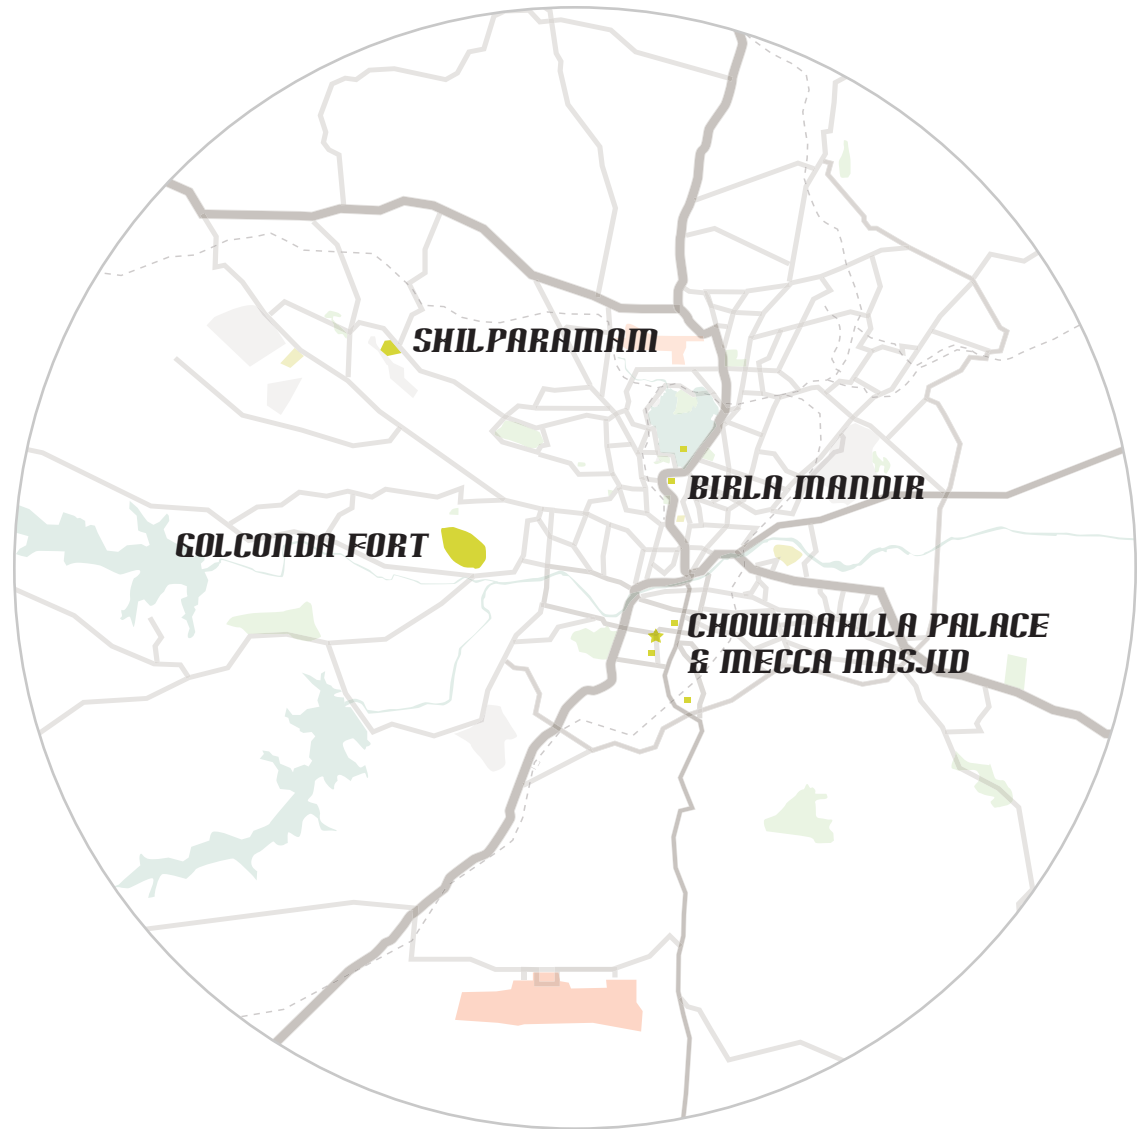 SHILPARAMAM
BIRLA MANDIR
GOLCONDA FORT
CHOWMAHLLA PALACE
& MECCA MASJID